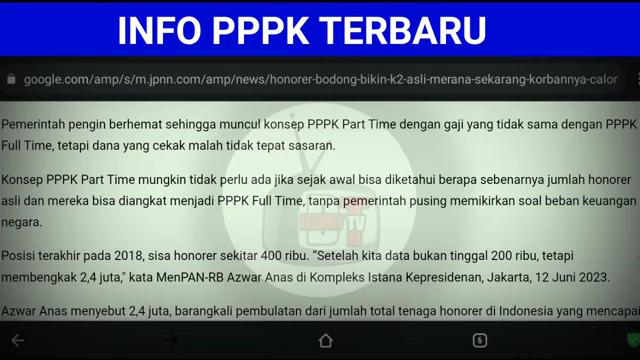 INFO PPPK TERBARU
google.com/amp/s/m.jpnn.com/amp/news/honorer-bodong-bikin-k2-asli-merana-sekarang-korbannya-calor
Pemerintah pengin berhemat sehingga muncul konsep PPPK Part Time dengan gaji yang tidak sama dengan PPPK
Full Time, tetapi dana yang cekak malah tidak tepat sasaran.
Konsep PPPK Part Time mungkin tidak perlu ada jika sejak awal bisa diketahui berapa sebenarnya jumlah honorer
asli dan mereka bisa diangkat menjadi PPPK Full Time, tanpa pemerintah pusing memikirkan soal beban keuangan
negara.
Posisi terakhir pada 2018, sisa honorer sekitar 400 ribu. “Setelah kita data bukan tinggal 200 ribu, tetapi
membengkak 2,4 juta," kata MenPAN-RB Azwar Anas di Kompleks Istana Kepresidenan, Jakarta, 12 Juni 2023.
Azwar Anas menyebut 2,4 juta, barangkali pembulatan dari jumlah total tenaga honorer di Indonesia yang mencapai
6